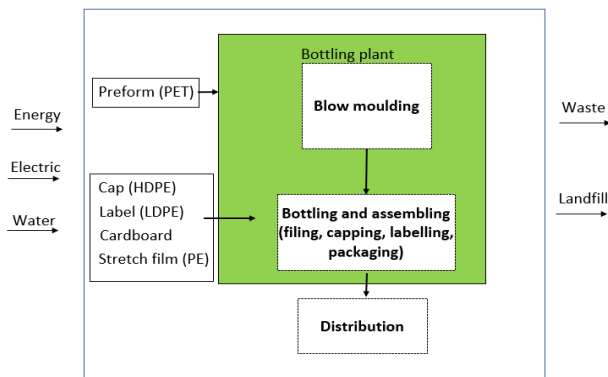 Bottling plant
Preform (PET)
Blow moulding
Energy
Electric
Water
Cap (HDPE)
Label (LDPE)
Cardboard
Stretch film (PE)
Bottling and assembling
(filing, capping, labelling,
packaging)
Distribution
Waste
Landfill